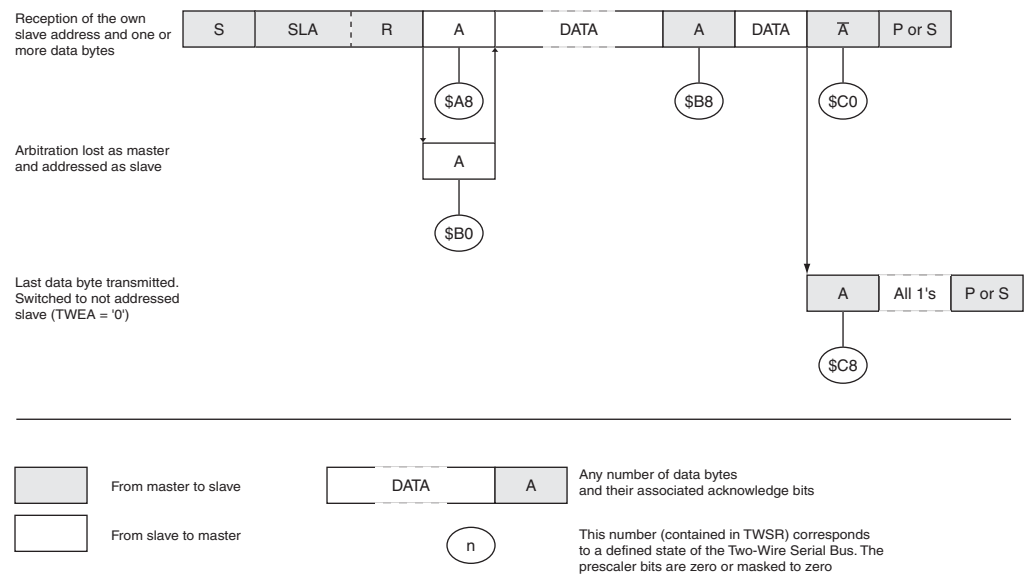 Reception of the own
slave address and one or
more data bytes
S SLA R A DATA A DATA A̅ P or S
$A8 $B8 $C0
Arbitration lost as master
and addressed as slave
A
$B0
Last data byte transmitted.
Switched to not addressed
slave (TWEA = '0')
A All 1's P or S
$C8
From master to slave
DATA A
Any number of data bytes
and their associated acknowledge bits
From slave to master
n
This number (contained in TWSR) corresponds
to a defined state of the Two-Wire Serial Bus. The
prescaler bits are zero or masked to zero